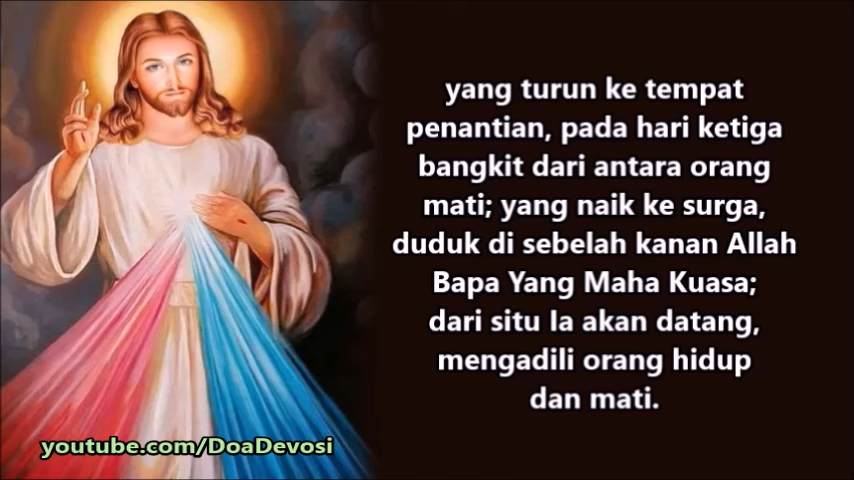 yang turun ke tempat
penantian, pada hari ketiga
bangkit dari antara orang
mati; yang naik ke surga,
duduk di sebelah kanan Allah
Bapa Yang Maha Kuasa;
dari situ Ia akan datang,
mengadili orang hidup
dan mati.
youtube.com/DoaDevosi